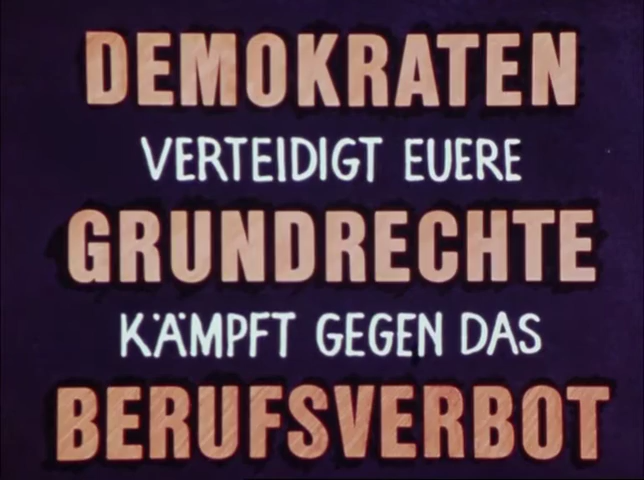 DEMOKRATEN
VERTEIDIGT EUERE
GRUNDRECHTE
KÄMPFT GEGEN DAS
BERUFSVERBOT